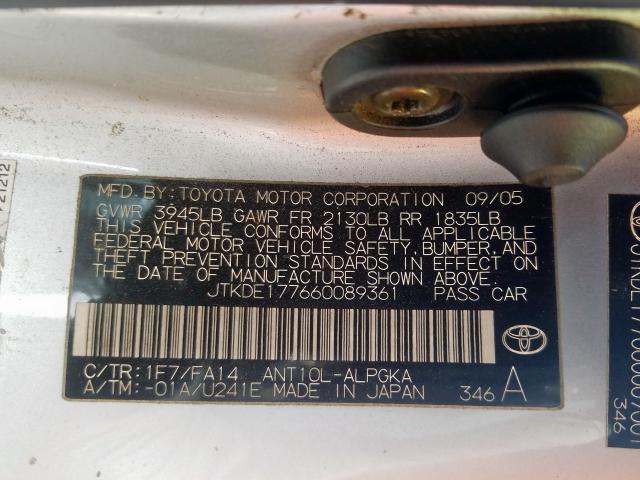 MFD. BY: TOYOTA MOTOR CORPORATION 09/05
GVWR 3945LB GAWR FR 2130LB RR 1835LB
THIS VEHICLE CONFORMS TO ALL APPLICABLE
FEDERAL MOTOR VEHICLE SAFETY, BUMPER, AND
THEFT PREVENTION STANDARDS IN EFFECT ON
THE DATE OF MANUFACTURE SHOWN ABOVE.
JTKDE177660089361 PASS CAR
C/TR: 1F7/FA14 ANT10L-ALPGKA
A/TM: -01A/U241E MADE IN JAPAN 346 A
346